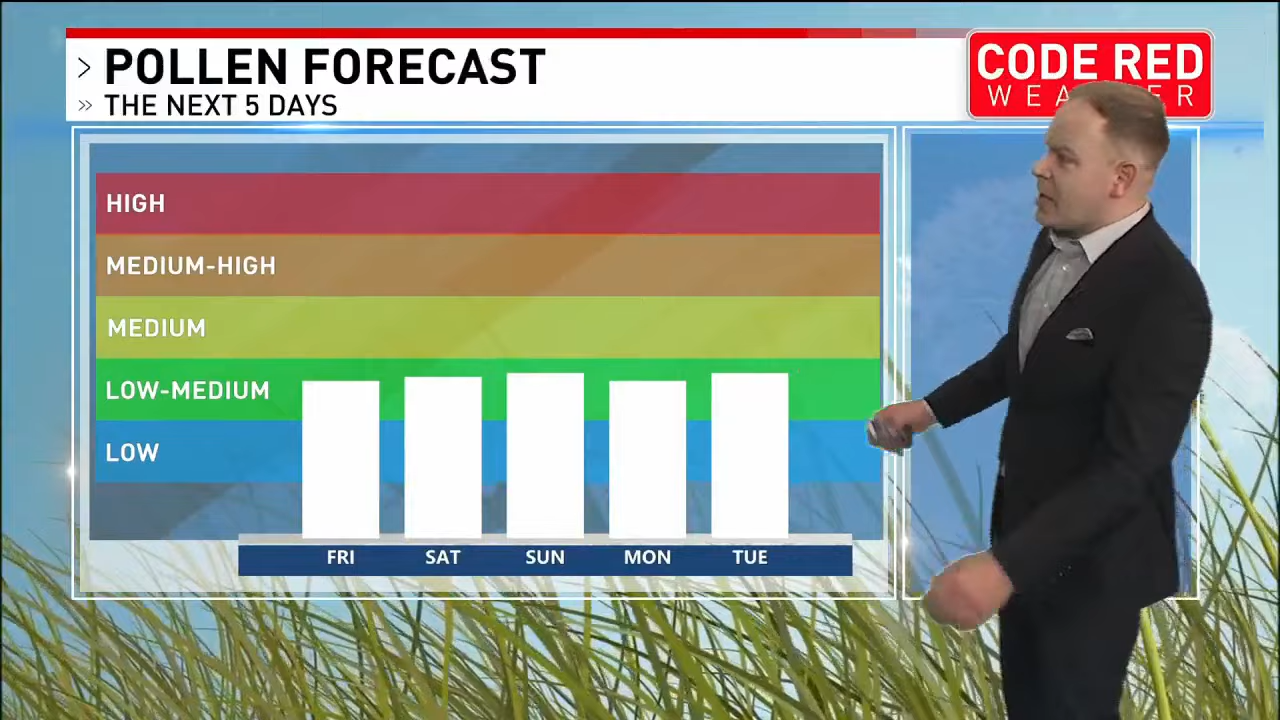 POLLEN FORECAST
THE NEXT 5 DAYS
CODE RED
HIGH
MEDIUM-HIGH
MEDIUM
LOW-MEDIUM
LOW
FRI SAT SUN MON TUE